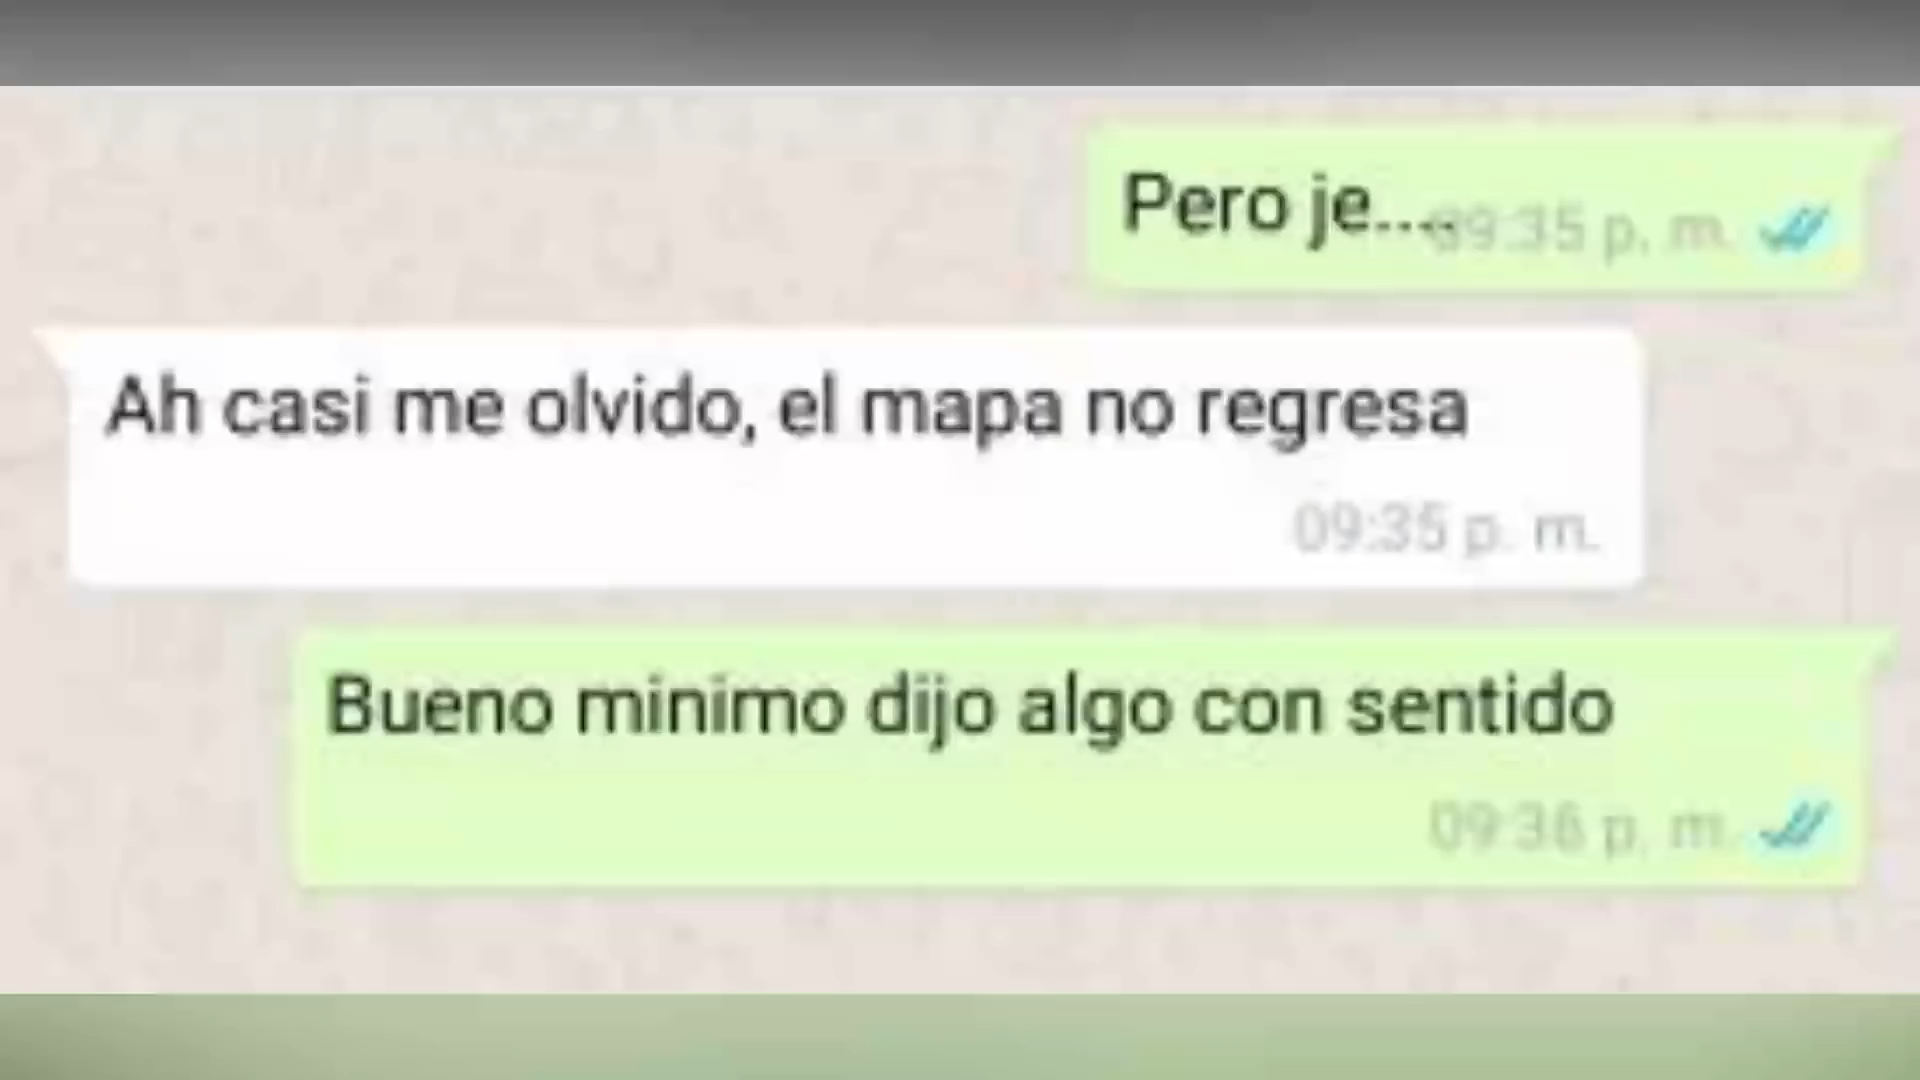 Pero je....
09:35 p. m.
Ah casi me olvido, el mapa no regresa
09:35 p. m.
Bueno minimo dijo algo con sentido
09:36 p. m.